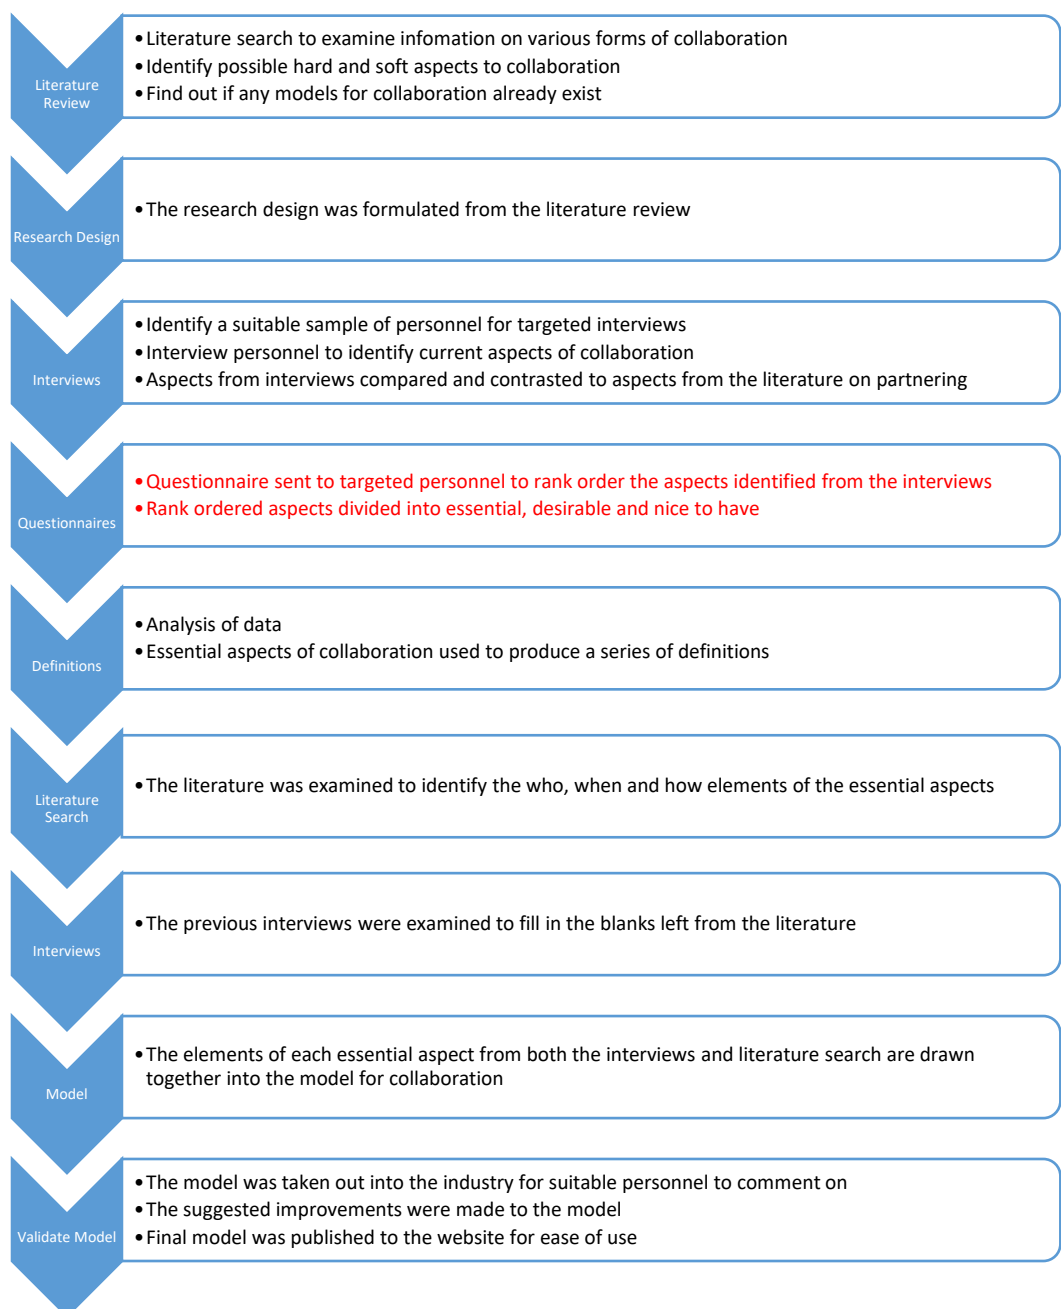 Literature
Review
•Literature search to examine infomation on various forms of collaboration
•Identify possible hard and soft aspects to collaboration
•Find out if any models for collaboration already exist
Research Design
•The research design was formulated from the literature review
Interviews
•Identify a suitable sample of personnel for targeted interviews
•Interview personnel to identify current aspects of collaboration
•Aspects from interviews compared and contrasted to aspects from the literature on partnering
Questionnaires
•Questionnaire sent to targeted personnel to rank order the aspects identified from the interviews
•Rank ordered aspects divided into essential, desirable and nice to have
Definitions
•Analysis of data
•Essential aspects of collaboration used to produce a series of definitions
Literature
Search
•The literature was examined to identify the who, when and how elements of the essential aspects
Interviews
•The previous interviews were examined to fill in the blanks left from the literature
Model
•The elements of each essential aspect from both the interviews and literature search are drawn
together into the model for collaboration
Validate Model
•The model was taken out into the industry for suitable personnel to comment on
•The suggested improvements were made to the model
•Final model was published to the website for ease of use